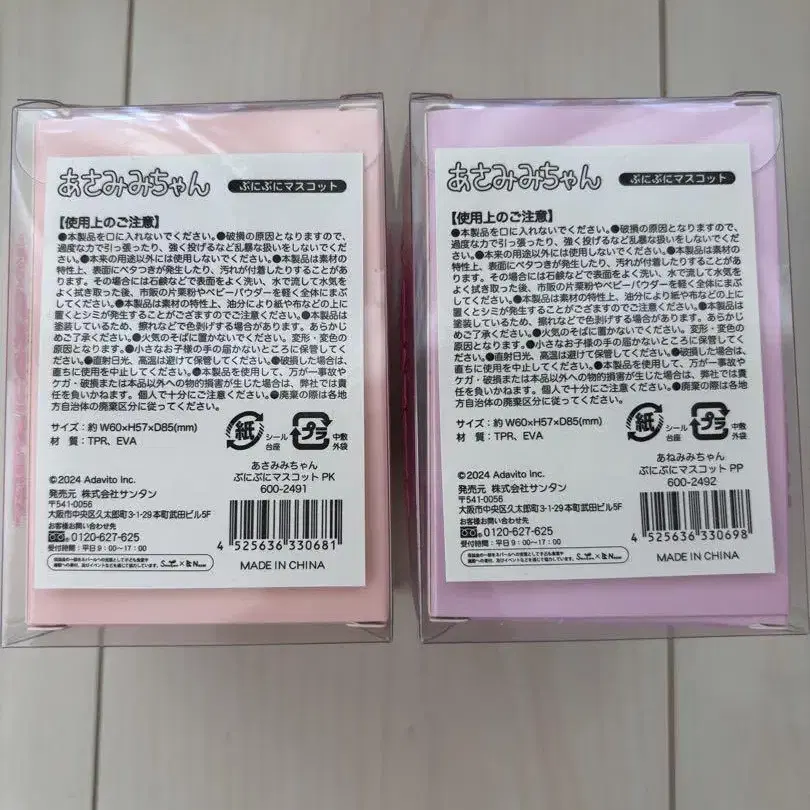 あさみみちゃん ぷにぷにマスコット
【使用上のご注意】
●本製品を口に入れないでください。●破損の原因となりますので、
過度な力で引っ張ったり、強く投げるなど乱暴な扱いをしないでくだ
さい。●本来の用途以外には使用しないでください。●本製品は素材の
特性上、表面にベタつきが発生したり、汚れが付着したりすることがあ
ります。その場合には石鹸などで表面をよく洗い、水で流して水気を
よく拭き取った後、市販の片栗粉やベビーパウダーを軽く全体にまぶ
してください。●本製品は素材の特性上、油分により紙や布などの上に
置くとシミが発生することがございますのでご注意ください。●本製品は
塗装しているため、擦れなどで色剥げする場合があります。あらかじ
めご了承ください。●火気のそばに置かないでください。変形・変色の
原因となります。●小さなお子様の手の届かないところに保管してくださ
い。●直射日光、高温は避けて保管してください。●破損した場合は、
直ちに使用を中止してください。●本製品を使用して、万が一事故や
ケガ・破損または本品以外への物的損害が生じた場合は、弊社では責
任を負いかねます。個人で十分にご注意ください。●廃棄の際は各地
方自治体の廃棄区分に従ってください。
サイズ：約 W60×H57×D85(mm)
材　質：TPR、EVA
紙 シール 台座 プラ 中敷 外袋
あさみみちゃん
ぷにぷにマスコット PK
600-2491
©2024 Adavito Inc.
発売元 株式会社サンタン
〒541-0056
大阪市中央区久太郎町3-1-29本町武田ビル5F
お客様お問い合わせ先
0120-627-625
受付時間：平日 9：00〜17：00
4 525636 330681
MADE IN CHINA
あさみみちゃん ぷにぷにマスコット
【使用上のご注意】
●本製品を口に入れないでください。●破損の原因となりますので、
過度な力で引っ張ったり、強く投げるなど乱暴な扱いをしないでくだ
さい。●本来の用途以外には使用しないでください。●本製品は素材の
特性上、表面にベタつきが発生したり、汚れが付着したりすることがあ
ります。その場合には石鹸などで表面をよく洗い、水で流して水気を
よく拭き取った後、市販の片栗粉やベビーパウダーを軽く全体にまぶ
してください。●本製品は素材の特性上、油分により紙や布などの上に
置くとシミが発生することがございますのでご注意ください。●本製品は
塗装しているため、擦れなどで色剥げする場合があります。あらかじ
めご了承ください。●火気のそばに置かないでください。変形・変色の
原因となります。●小さなお子様の手の届かないところに保管してくださ
い。●直射日光、高温は避けて保管してください。●破損した場合は、
直ちに使用を中止してください。●本製品を使用して、万が一事故や
ケガ・破損または本品以外への物的損害が生じた場合は、弊社では責
任を負いかねます。個人で十分にご注意ください。●廃棄の際は各地
方自治体の廃棄区分に従ってください。
サイズ：約 W60×H57×D85(mm)
材　質：TPR、EVA
紙 シール 台座 プラ 中敷 外袋
あねみみちゃん
ぷにぷにマスコット PP
600-2492
©2024 Adavito Inc.
発売元 株式会社サンタン
〒541-0056
大阪市中央区久太郎町3-1-29本町武田ビル5F
お客様お問い合わせ先
0120-627-625
受付時間：平日 9：00〜17：00
4 525636 330698
MADE IN CHINA